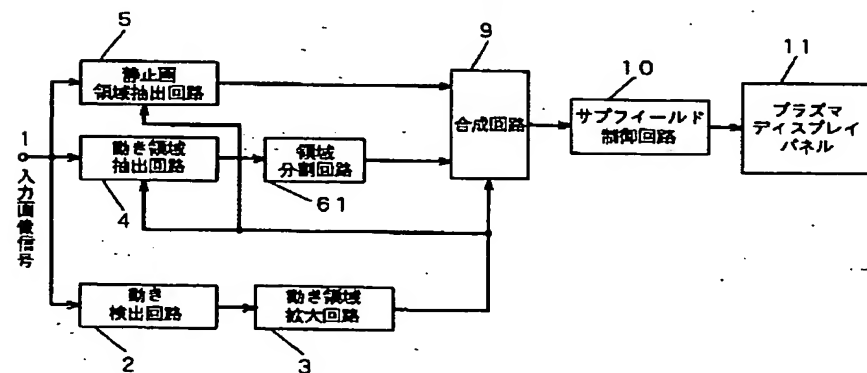 5
静止画
領域抽出回路
9
合成回路
10
サブフィールド
制御回路
11
プラズマ
ディスプレイ
パネル
1
入力画像信号
動き領域
抽出回路
4
領域
分割回路
61
動き
検出回路
2
動き領域
拡大回路
3